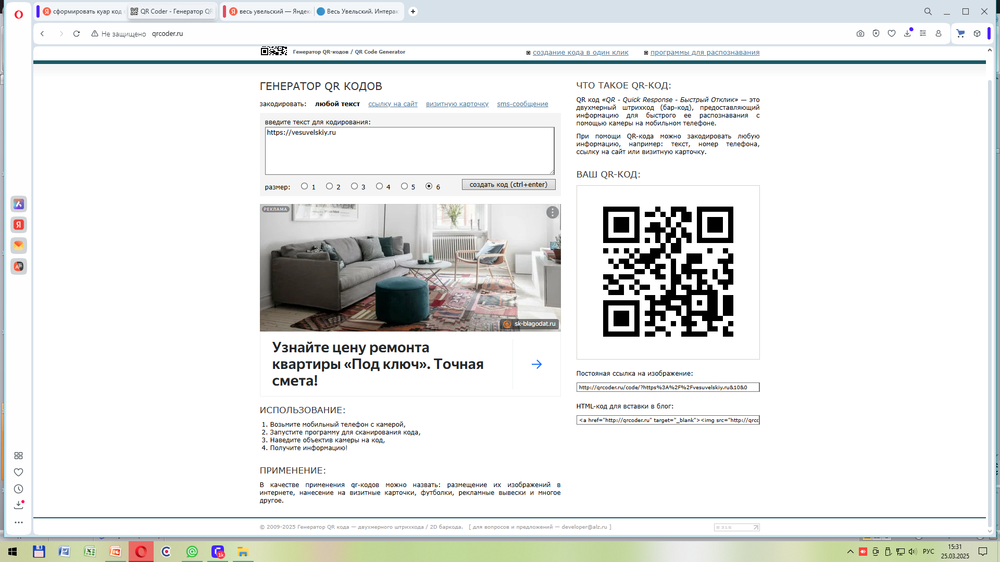 сформировать куар код
QR Coder - Генератор QR
весь увельский — Яндекс
Весь Увельский. Интерак
Не защищено qrcoder.ru
Генератор QR-кодов / QR Code Generator
создание кода в один клик
программы для распознавания
ГЕНЕРАТОР QR КОДОВ
закодировать: любой текст ссылку на сайт визитную карточку sms-сообщение
введите текст для кодирования:
https://vesuvelskiy.ru
размер: 1 2 3 4 5 6
создать код (ctrl+enter)
РЕКЛАМА
sk-blagodat.ru
Узнайте цену ремонта
квартиры «Под ключ». Точная
смета!
ИСПОЛЬЗОВАНИЕ:
1. Возьмите мобильный телефон с камерой,
2. Запустите программу для сканирования кода,
3. Наведите объектив камеры на код,
4. Получите информацию!
ПРИМЕНЕНИЕ:
В качестве применения qr-кодов можно назвать: размещение их изображений в
интернете, нанесение на визитные карточки, футболки, рекламные вывески и многое
другое.
ЧТО ТАКОЕ QR-КОД:
QR код «QR - Quick Response - Быстрый Отклик» — это
двухмерный штрихкод (бар-код), предоставляющий
информацию для быстрого ее распознавания с
помощью камеры на мобильном телефоне.
При помощи QR-кода можно закодировать любую
информацию, например: текст, номер телефона,
ссылку на сайт или визитную карточку.
ВАШ QR-КОД:
Постояная ссылка на изображение:
http://qrcoder.ru/code/?https%3A%2F%2Fvesuvelskiy.ru&10&0
HTML-код для вставки в блог:
<a href="http://qrcoder.ru" target="_blank"><img src="http://qrcc
© 2009-2025 Генератор QR кода — двухмерного штрихкода / 2D баркода. [ для вопросов и предложений — developer@alz.ru ]
8 316
1k
РУС
15:31
25.03.2025